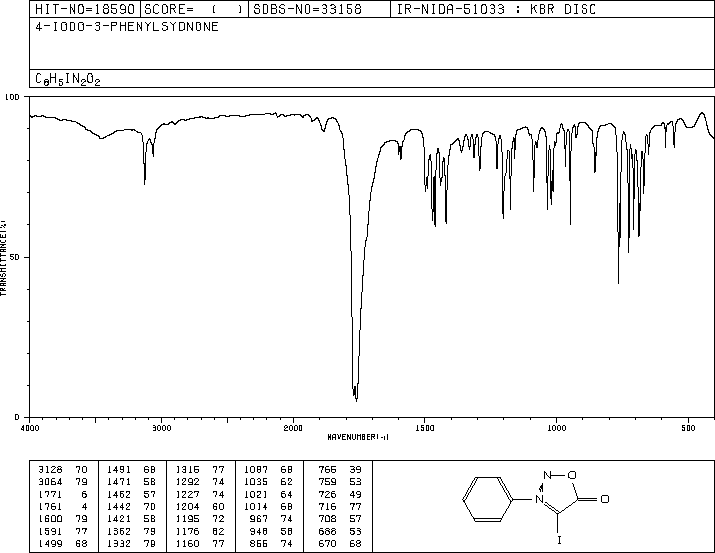 HIT-NO=18590 SCORE= ( ) SDBS-NO=33158 IR-NIDA-51033 : KBR DISC
4-IODO-3-PHENYLSYDNONE
C8H5IN2O2
100
TRANSMITTANCE(%)
50
0
4000 3000 2000 1500 1000 500
WAVENUMBER(-1)
3128 70 1491 68 1316 77 1087 68 766 39
3064 79 1471 58 1292 74 1035 62 759 53
1771 6 1462 57 1227 74 1021 64 726 49
1761 4 1442 70 1204 60 1014 68 716 77
1600 79 1421 58 1195 72 967 74 708 57
1591 77 1362 79 1176 62 948 58 688 53
1499 68 1332 79 1160 77 855 74 670 68
N O
N O
I